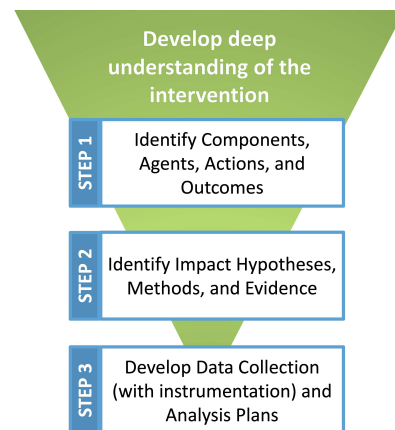 Develop deep
understanding of the
intervention
STEP 1
Identify Components,
Agents, Actions, and
Outcomes
STEP 2
Identify Impact Hypotheses,
Methods, and Evidence
STEP 3
Develop Data Collection
(with instrumentation) and
Analysis Plans